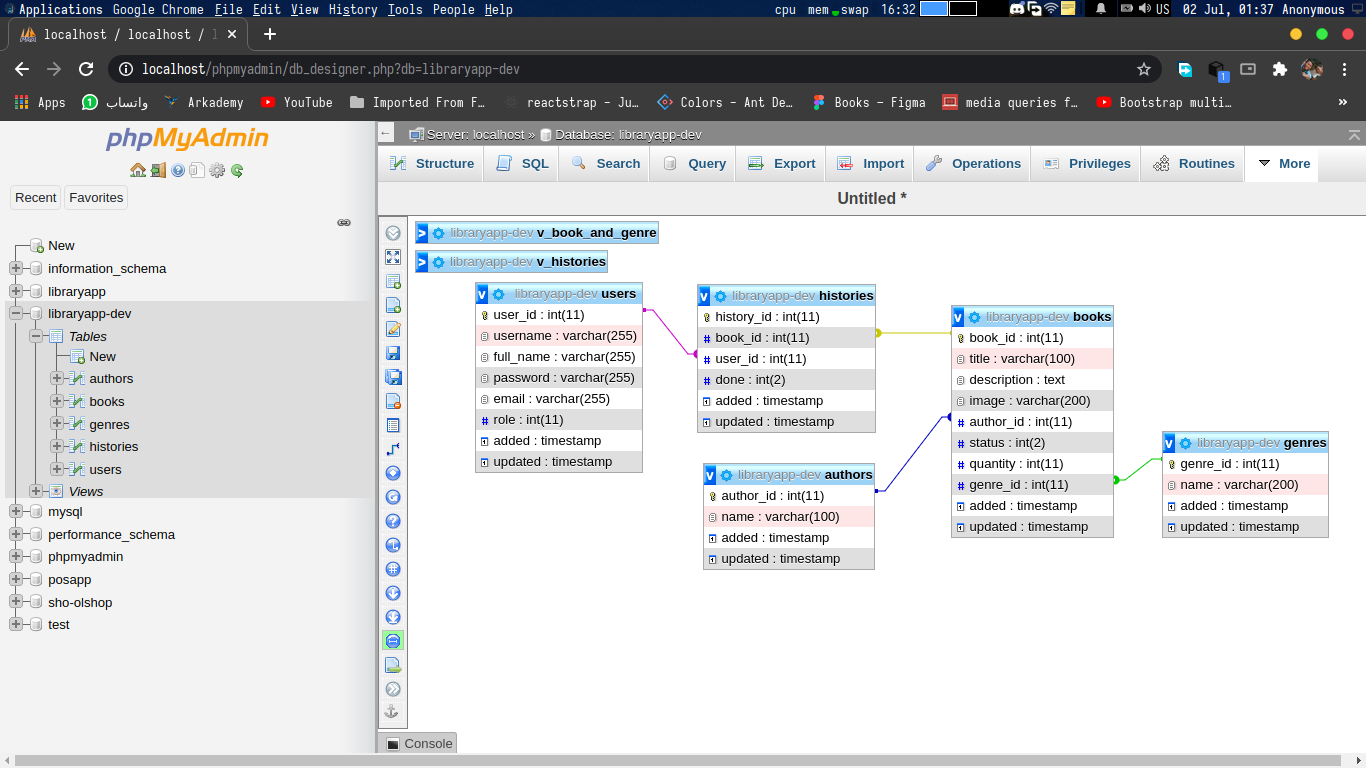 Applications Google Chrome File Edit View History Tools People Help cpu mem swap 16:32 US 02 Jul, 01:37 Anonymous
localhost / localhost / l
localhost/phpmyadmin/db_designer.php?db=libraryapp-dev
Apps واتساب Arkademy YouTube Imported From F… reactstrap – Ju… Colors - Ant De… Books – Figma media queries f… Bootstrap multi… »
phpMyAdmin
Recent Favorites
New
information_schema
libraryapp
libraryapp-dev
Tables
New
authors
books
genres
histories
users
Views
mysql
performance_schema
phpmyadmin
posapp
sho-olshop
test
Server: localhost » Database: libraryapp-dev
Structure SQL Search Query Export Import Operations Privileges Routines More
Untitled *
libraryapp-dev v_book_and_genre
libraryapp-dev v_histories
libraryapp-dev users
user_id : int(11)
username : varchar(255)
full_name : varchar(255)
password : varchar(255)
email : varchar(255)
role : int(11)
added : timestamp
updated : timestamp
libraryapp-dev histories
history_id : int(11)
book_id : int(11)
user_id : int(11)
done : int(2)
added : timestamp
updated : timestamp
libraryapp-dev authors
author_id : int(11)
name : varchar(100)
added : timestamp
updated : timestamp
libraryapp-dev books
book_id : int(11)
title : varchar(100)
description : text
image : varchar(200)
author_id : int(11)
status : int(2)
quantity : int(11)
genre_id : int(11)
added : timestamp
updated : timestamp
libraryapp-dev genres
genre_id : int(11)
name : varchar(200)
added : timestamp
updated : timestamp
Console